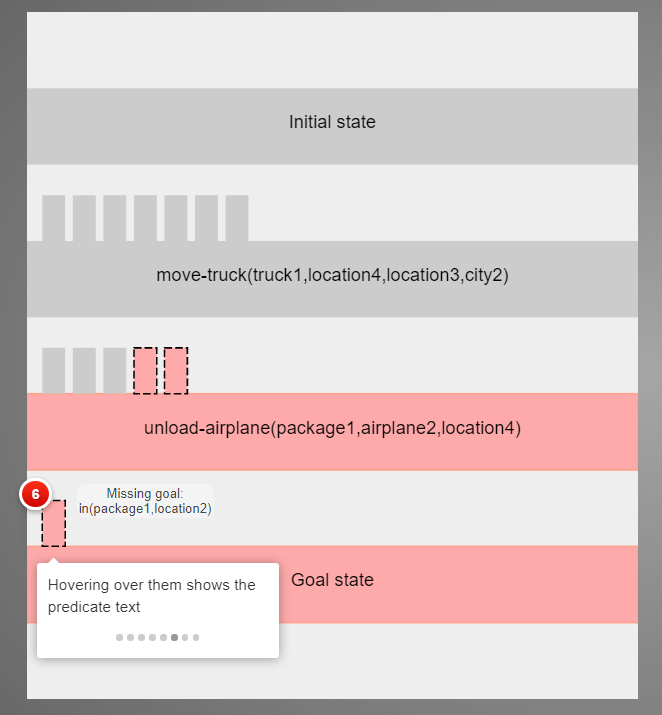 Initial state
move-truck(truck1,location4,location3,city2)
unload-airplane(package1,airplane2,location4)
6
Missing goal:
in(package1,location2)
Goal state
Hovering over them shows the
predicate text